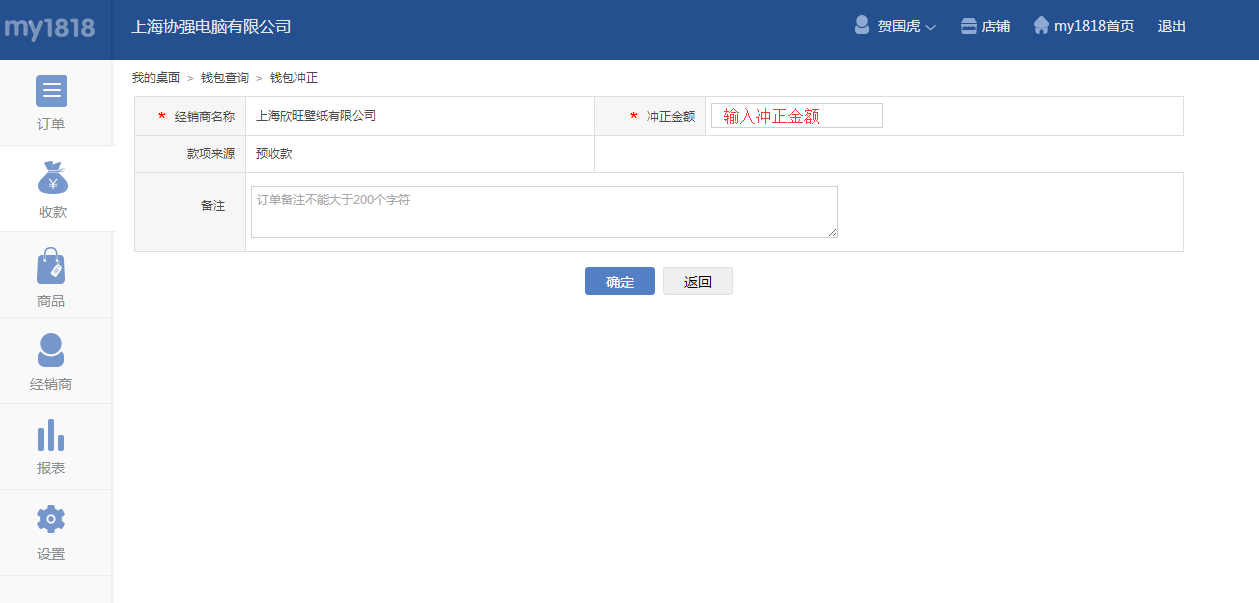 my1818 上海协强电脑有限公司 贺国虎 店铺 my1818首页 退出
我的桌面 > 钱包查询 > 钱包冲正
订单
* 经销商名称 上海欣旺壁纸有限公司 * 冲正金额 输入冲正金额
款项来源 预收款
收款
备注 订单备注不能大于200个字符
确定 返回
商品
经销商
报表
设置